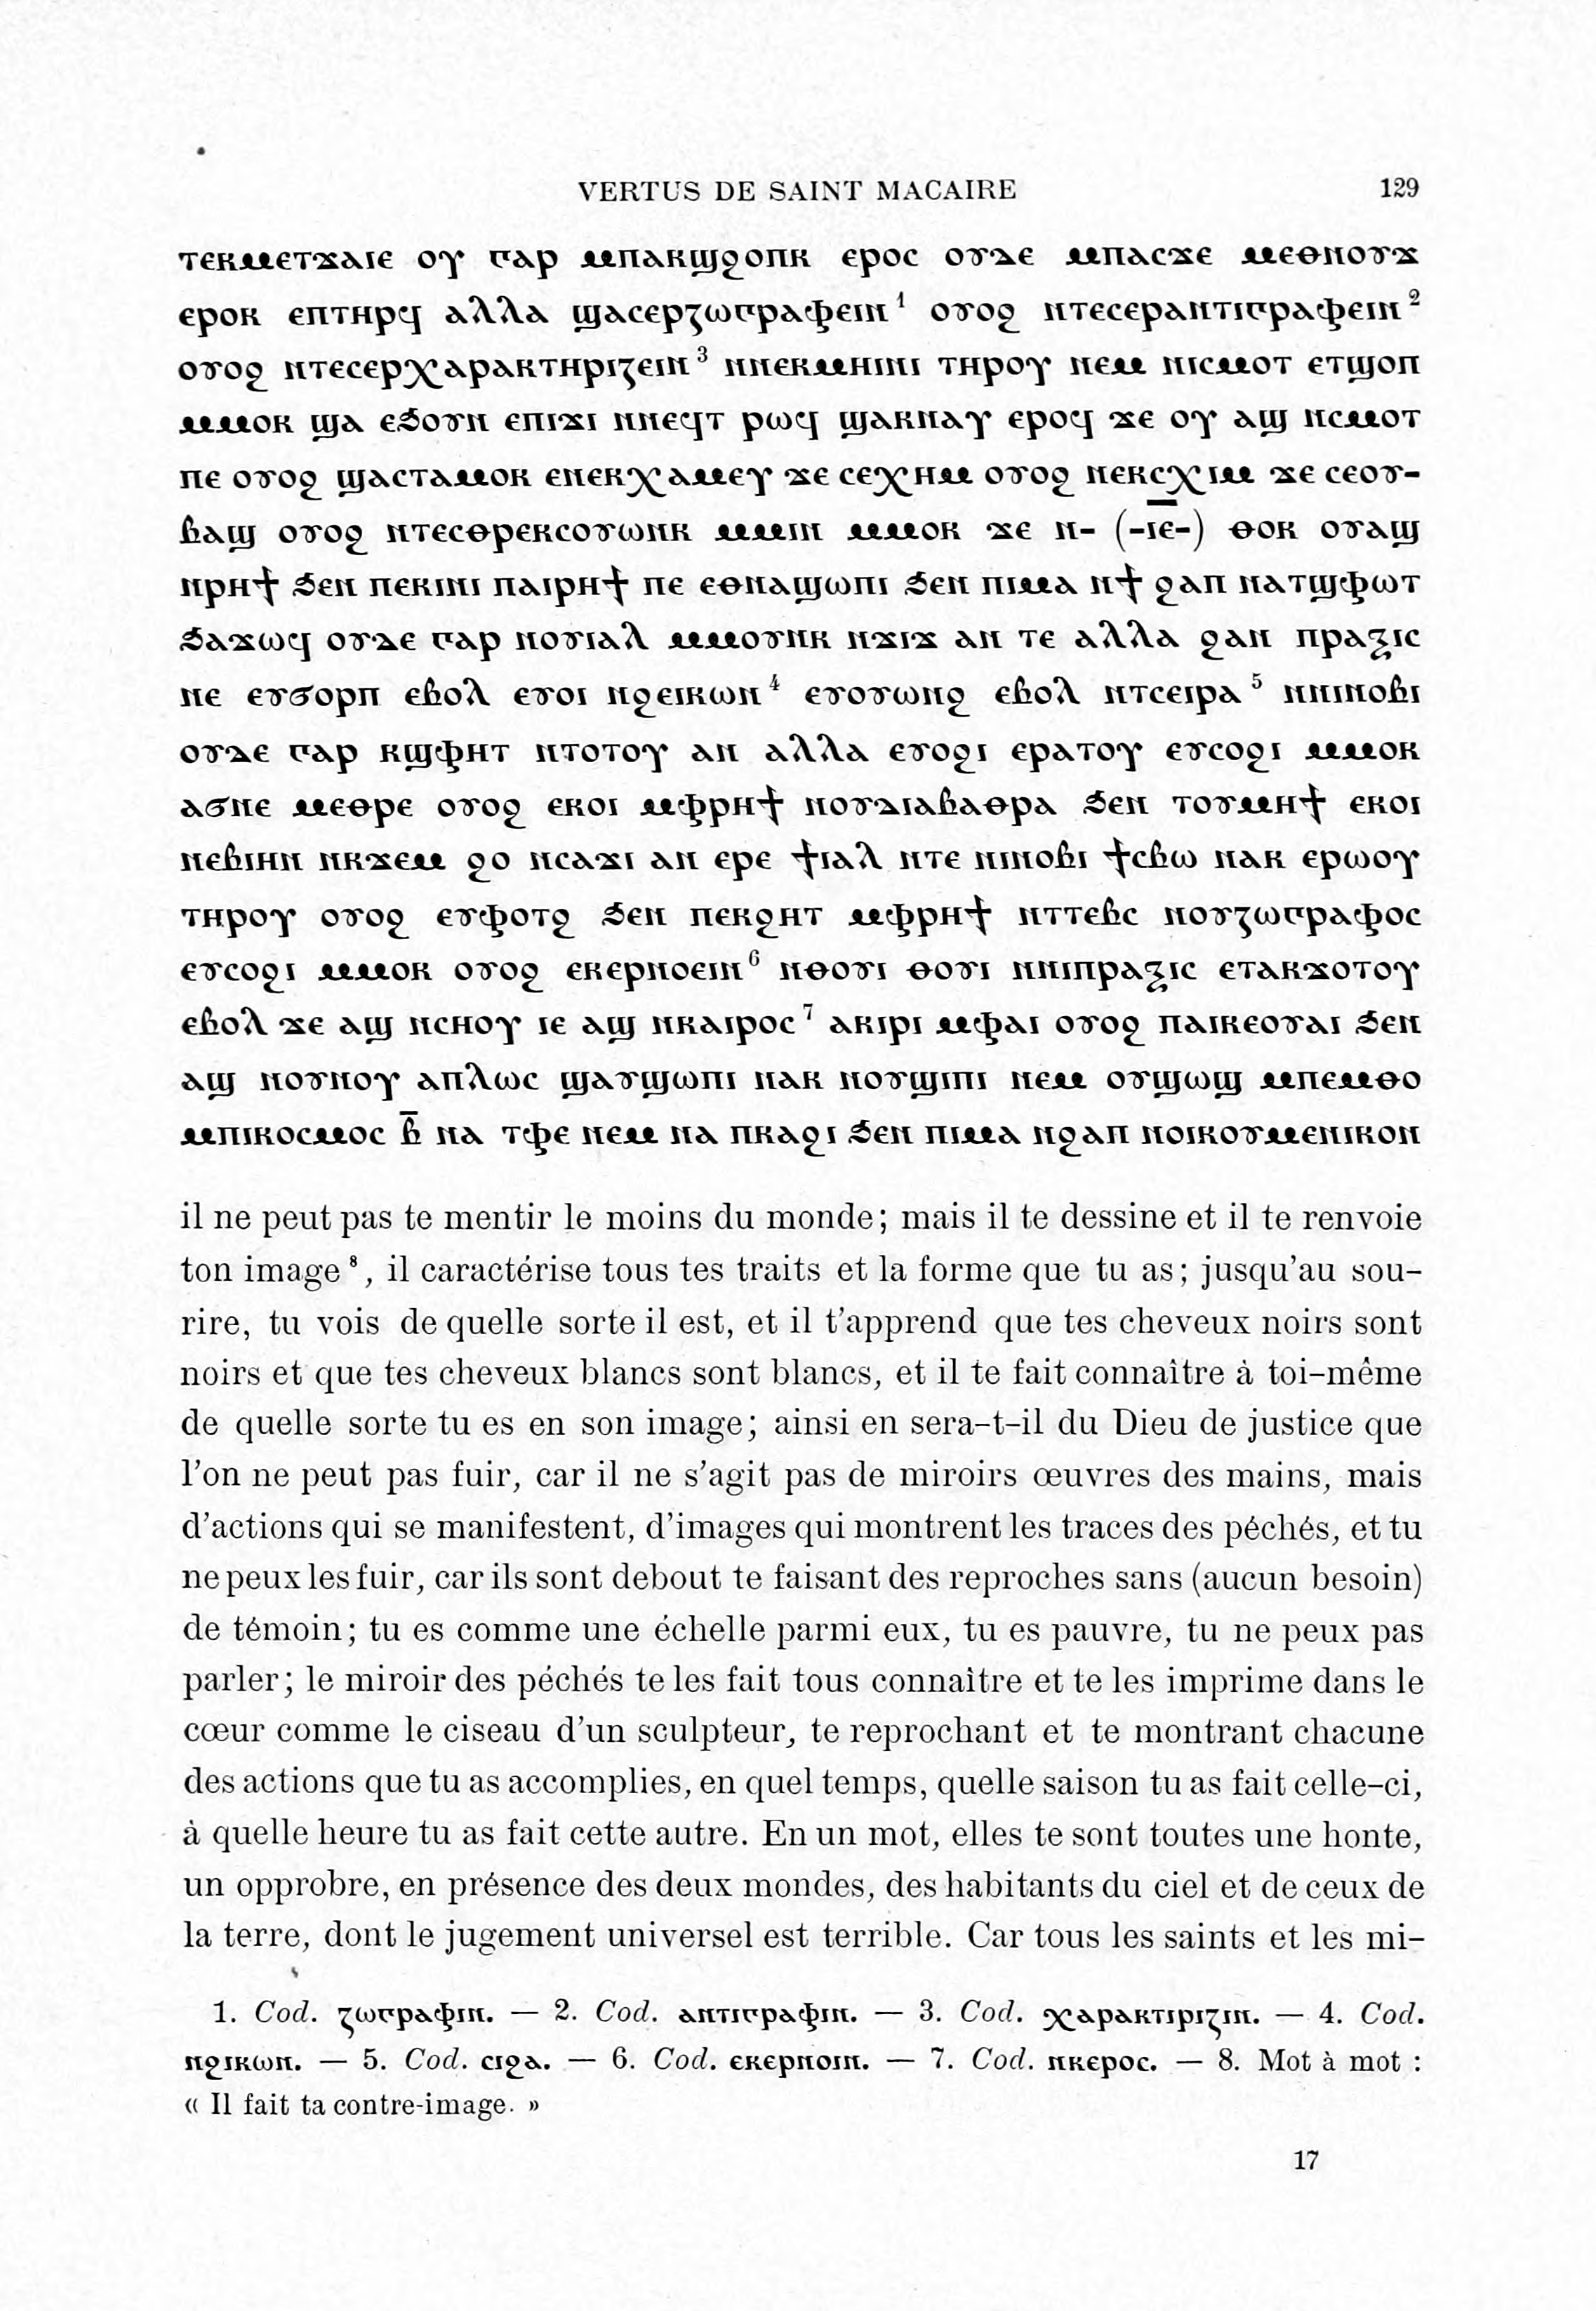 VERTUS DE SAINT MACAIRE 129
ⲧⲉⲕⲙⲉⲧϫⲁⲓⲉ ⲟⲩ ⲅⲁⲣ ⲙⲡⲁⲕϣϩⲟⲡⲕ ⲉⲣⲟⲥ ⲟⲩⲇⲉ ⲙⲡⲁⲥϫⲉ ⲙⲉⲑⲛⲟⲩϫ
ⲉⲣⲟⲕ ⲉⲡⲧⲏⲣϥ ⲁⲗⲗⲁ ϣⲁⲥⲉⲣⲍⲱⲅⲣⲁⲫⲉⲓⲛ ¹ ⲟⲩⲟϩ ⲛⲧⲉⲥⲉⲣⲁⲛⲧⲓⲅⲣⲁⲫⲉⲓⲛ ²
ⲟⲩⲟϩ ⲛⲧⲉⲥⲉⲣⲭⲁⲣⲁⲕⲧⲏⲣⲓⲍⲉⲓⲛ ³ ⲛⲛⲉⲕⲙⲏⲓⲛⲓ ⲧⲏⲣⲟⲩ ⲛⲉⲙ ⲛⲓⲥⲙⲟⲧ ⲉⲧϣⲟⲡ
ⲙⲙⲟⲕ ϣⲁ ⲉϧⲟⲩⲛ ⲉⲡⲓϫⲓ ⲛⲛⲉϥⲧ ⲣⲱϥ ϣⲁⲕⲛⲁⲩ ⲉⲣⲟϥ ϫⲉ ⲟⲩ ⲁϣ ⲛⲥⲙⲟⲧ
ⲡⲉ ⲟⲩⲟϩ ϣⲁⲥⲧⲁⲙⲟⲕ ⲉⲛⲉⲕⲭⲁⲙⲉⲩ ϫⲉ ⲥⲉⲭⲏⲙ ⲟⲩⲟϩ ⲛⲉⲕⲥⲭⲓⲙ ϫⲉ ⲥⲉⲟⲩ-
ⲃⲁϣ ⲟⲩⲟϩ ⲛⲧⲉⲥⲑⲣⲉⲕⲥⲟⲩⲱⲛⲕ ⲙⲙⲓⲛ ⲙⲙⲟⲕ ϫⲉ ⲛ- (-ⲓ̅ⲉ̅-) ⲑⲟⲕ ⲟⲩⲁϣ
ⲛⲣⲏϯ ϧⲉⲛ ⲡⲉⲕⲓⲛⲓ ⲡⲁⲓⲣⲏϯ ⲡⲉ ⲉⲑⲛⲁϣⲱⲡⲓ ϧⲉⲛ ⲡⲓⲙⲁ ⲛϯ ϩⲁⲡ ⲛⲁⲧϣⲫⲱⲧ
ϧⲁϫⲱϥ ⲟⲩⲇⲉ ⲅⲁⲣ ⲛⲟⲩⲓⲁⲗ ⲙⲙⲟⲩⲛⲕ ⲛϫⲓϫ ⲁⲛ ⲧⲉ ⲁⲗⲗⲁ ϩⲁⲛ ⲡⲣⲁⲝⲓⲥ
ⲛⲉ ⲉⲩϭⲟⲣⲡ ⲉⲃⲟⲗ ⲉⲩⲟⲓ ⲛϩⲉⲓⲕⲱⲛ ⁴ ⲉⲩⲟⲩⲱⲛϩ ⲉⲃⲟⲗ ⲛⲧⲥⲉⲓⲣⲁ ⁵ ⲛⲛⲓⲛⲟⲃⲓ
ⲟⲩⲇⲉ ⲅⲁⲣ ⲕϣⲫⲏⲧ ⲛⲧⲟⲧⲟⲩ ⲁⲛ ⲁⲗⲗⲁ ⲉⲩⲟϩⲓ ⲉⲣⲁⲧⲟⲩ ⲉⲩⲥⲟϩⲓ ⲙⲙⲟⲕ
ⲁϭⲛⲉ ⲙⲉⲑⲣⲉ ⲟⲩⲟϩ ⲉⲕⲟⲓ ⲙⲫⲣⲏϯ ⲛⲟⲩⲇⲓⲁⲃⲁⲑⲣⲁ ϧⲉⲛ ⲧⲟⲩⲙⲏϯ ⲉⲕⲟⲓ
ⲛⲉⲃⲓⲏⲛ ⲛⲕϫⲉⲙ ϩⲟ ⲛⲥⲁϫⲓ ⲁⲛ ⲉⲣⲉ ϯⲓⲁⲗ ⲛⲧⲉ ⲛⲓⲛⲟⲃⲓ ϯⲥⲃⲱ ⲛⲁⲕ ⲉⲣⲱⲟⲩ
ⲧⲏⲣⲟⲩ ⲟⲩⲟϩ ⲉⲩⲫⲟⲧϩ ϧⲉⲛ ⲡⲉⲕϩⲏⲧ ⲙⲫⲣⲏϯ ⲛⲧⲧⲉⲃⲥ ⲛⲟⲩⲍⲱⲅⲣⲁⲫⲟⲥ
ⲉⲩⲥⲟϩⲓ ⲙⲙⲟⲕ ⲟⲩⲟϩ ⲉⲕⲉⲣⲛⲟⲉⲓⲛ ⁶ ⲛⲑⲟⲩⲓ ⲑⲟⲩⲓ ⲛⲛⲓⲡⲣⲁⲝⲓⲥ ⲉⲧⲁⲕϫⲟⲧⲟⲩ
ⲉⲃⲟⲗ ϫⲉ ⲁϣ ⲛⲥⲏⲟⲩ ⲓⲉ ⲁϣ ⲛⲕⲁⲓⲣⲟⲥ ⁷ ⲁⲕⲓⲣⲓ ⲙⲫⲁⲓ ⲟⲩⲟϩ ⲡⲁⲓⲕⲉⲟⲩⲁⲓ ϧⲉⲛ
ⲁϣ ⲛⲟⲩⲛⲟⲩ ⲁⲡⲗⲱⲥ ϣⲁⲩϣⲱⲡⲓ ⲛⲁⲕ ⲛⲟⲩϣⲓⲡⲓ ⲛⲉⲙ ⲟⲩϣⲱϣ ⲙⲡⲉⲙⲑⲟ
ⲙⲡⲓⲕⲟⲥⲙⲟⲥ ⲃ̅ ⲛⲁ ⲧⲫⲉ ⲛⲉⲙ ⲛⲁ ⲡⲕⲁϩⲓ ϧⲉⲛ ⲡⲓⲙⲁ ⲛϩⲁⲡ ⲛⲟⲓⲕⲟⲩⲙⲉⲛⲓⲕⲟⲛ
il ne peut pas te mentir le moins du monde; mais il te dessine et il te renvoie
ton image ⁸, il caractérise tous tes traits et la forme que tu as; jusqu'au sou-
rire, tu vois de quelle sorte il est, et il t'apprend que tes cheveux noirs sont
noirs et que tes cheveux blancs sont blancs, et il te fait connaître à toi-même
de quelle sorte tu es en son image; ainsi en sera-t-il du Dieu de justice que
l'on ne peut pas fuir, car il ne s'agit pas de miroirs œuvres des mains, mais
d'actions qui se manifestent, d'images qui montrent les traces des péchés, et tu
ne peux les fuir, car ils sont debout te faisant des reproches sans (aucun besoin)
de témoin; tu es comme une échelle parmi eux, tu es pauvre, tu ne peux pas
parler; le miroir des péchés te les fait tous connaître et te les imprime dans le
cœur comme le ciseau d'un sculpteur, te reprochant et te montrant chacune
des actions que tu as accomplies, en quel temps, quelle saison tu as fait celle-ci,
à quelle heure tu as fait cette autre. En un mot, elles te sont toutes une honte,
un opprobre, en présence des deux mondes, des habitants du ciel et de ceux de
la terre, dont le jugement universel est terrible. Car tous les saints et les mi-
1. Cod. ⲍⲱⲅⲣⲁⲫⲓⲛ. — 2. Cod. ⲁⲛⲧⲓⲅⲣⲁⲫⲓⲛ. — 3. Cod. ⲭⲁⲣⲁⲕⲧⲓⲣⲓⲍⲓⲛ. — 4. Cod.
ⲛϩⲓⲕⲱⲛ. — 5. Cod. ⲥⲓϩⲁ. — 6. Cod. ⲉⲕⲉⲣⲛⲟⲓⲛ. — 7. Cod. ⲛⲕⲉⲣⲟⲥ. — 8. Mot à mot :
« Il fait ta contre-image. »
17